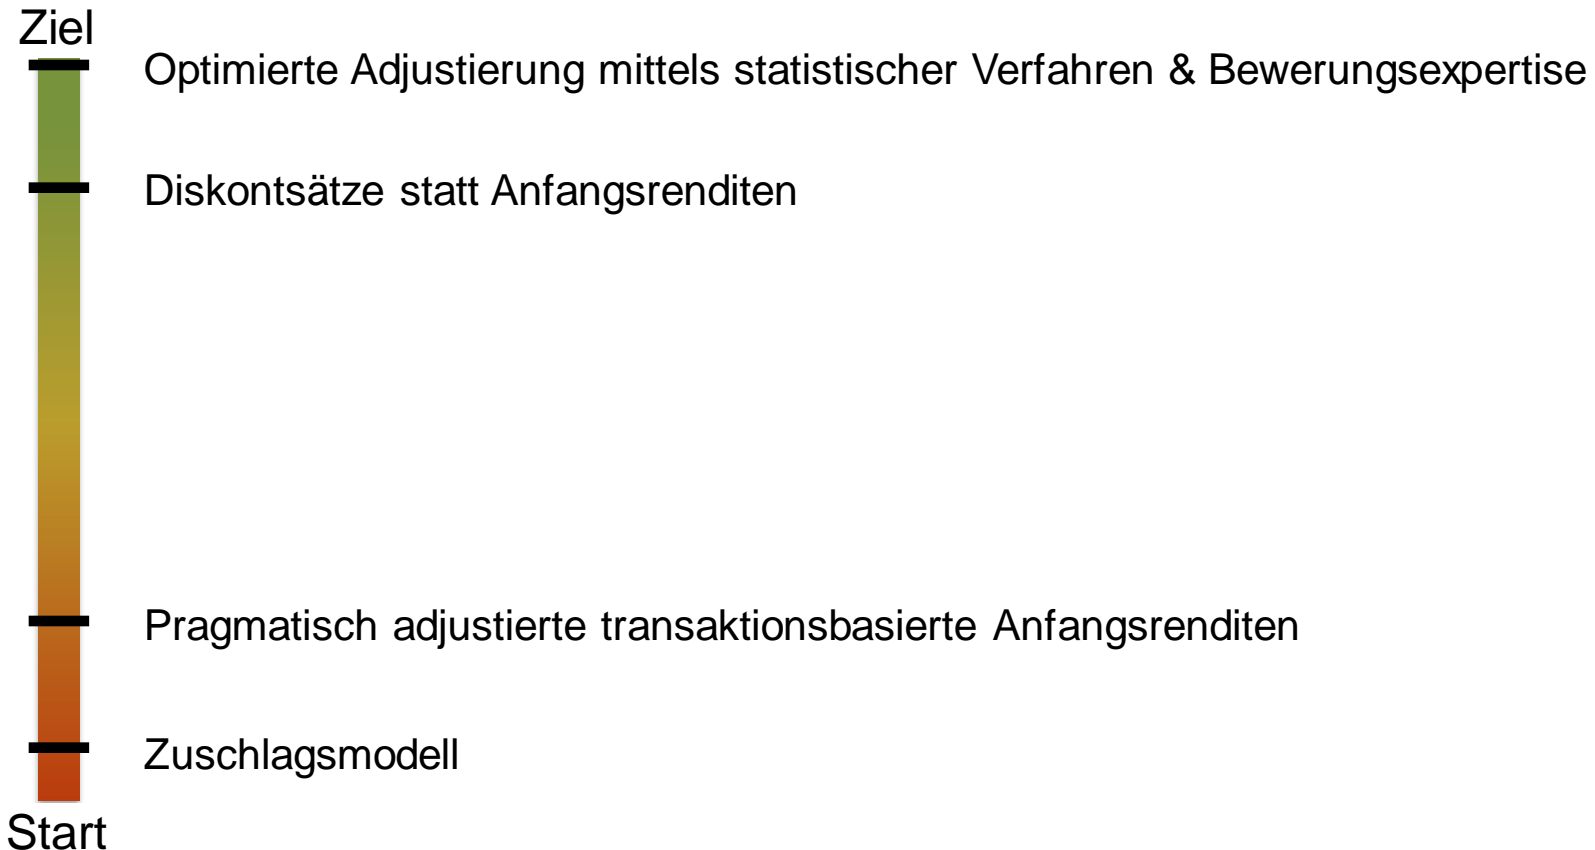 Ziel
Optimierte Adjustierung mittels statistischer Verfahren & Bewerungsexpertise
Diskontsätze statt Anfangsrenditen
Pragmatisch adjustierte transaktionsbasierte Anfangsrenditen
Zuschlagsmodell
Start